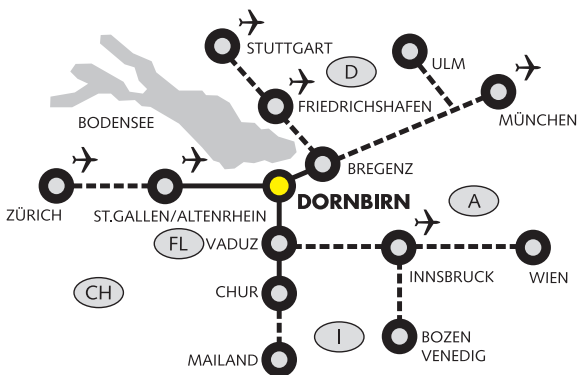 STUTTGART
D
ULM
FRIEDRICHSHAFEN
MÜNCHEN
BODENSEE
BREGENZ
ZÜRICH
ST.GALLEN/ALTENRHEIN
DORNBIRN
A
FL
VADUZ
INNSBRUCK
WIEN
CH
CHUR
I
BOZEN
VENEDIG
MAILAND